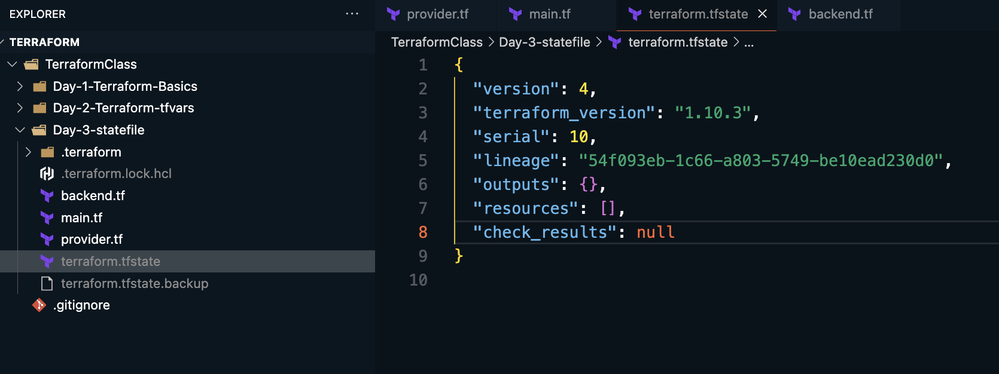 EXPLORER
TERRAFORM
TerraformClass
Day-1-Terraform-Basics
Day-2-Terraform-tfvars
Day-3-statefile
.terraform
.terraform.lock.hcl
backend.tf
main.tf
provider.tf
terraform.tfstate
terraform.tfstate.backup
.gitignore
provider.tf main.tf terraform.tfstate backend.tf
TerraformClass > Day-3-statefile > terraform.tfstate > ...
1 {
2 "version": 4,
3 "terraform_version": "1.10.3",
4 "serial": 10,
5 "lineage": "54f093eb-1c66-a803-5749-be10ead230d0",
6 "outputs": {},
7 "resources": [],
8 "check_results": null
9 }
10